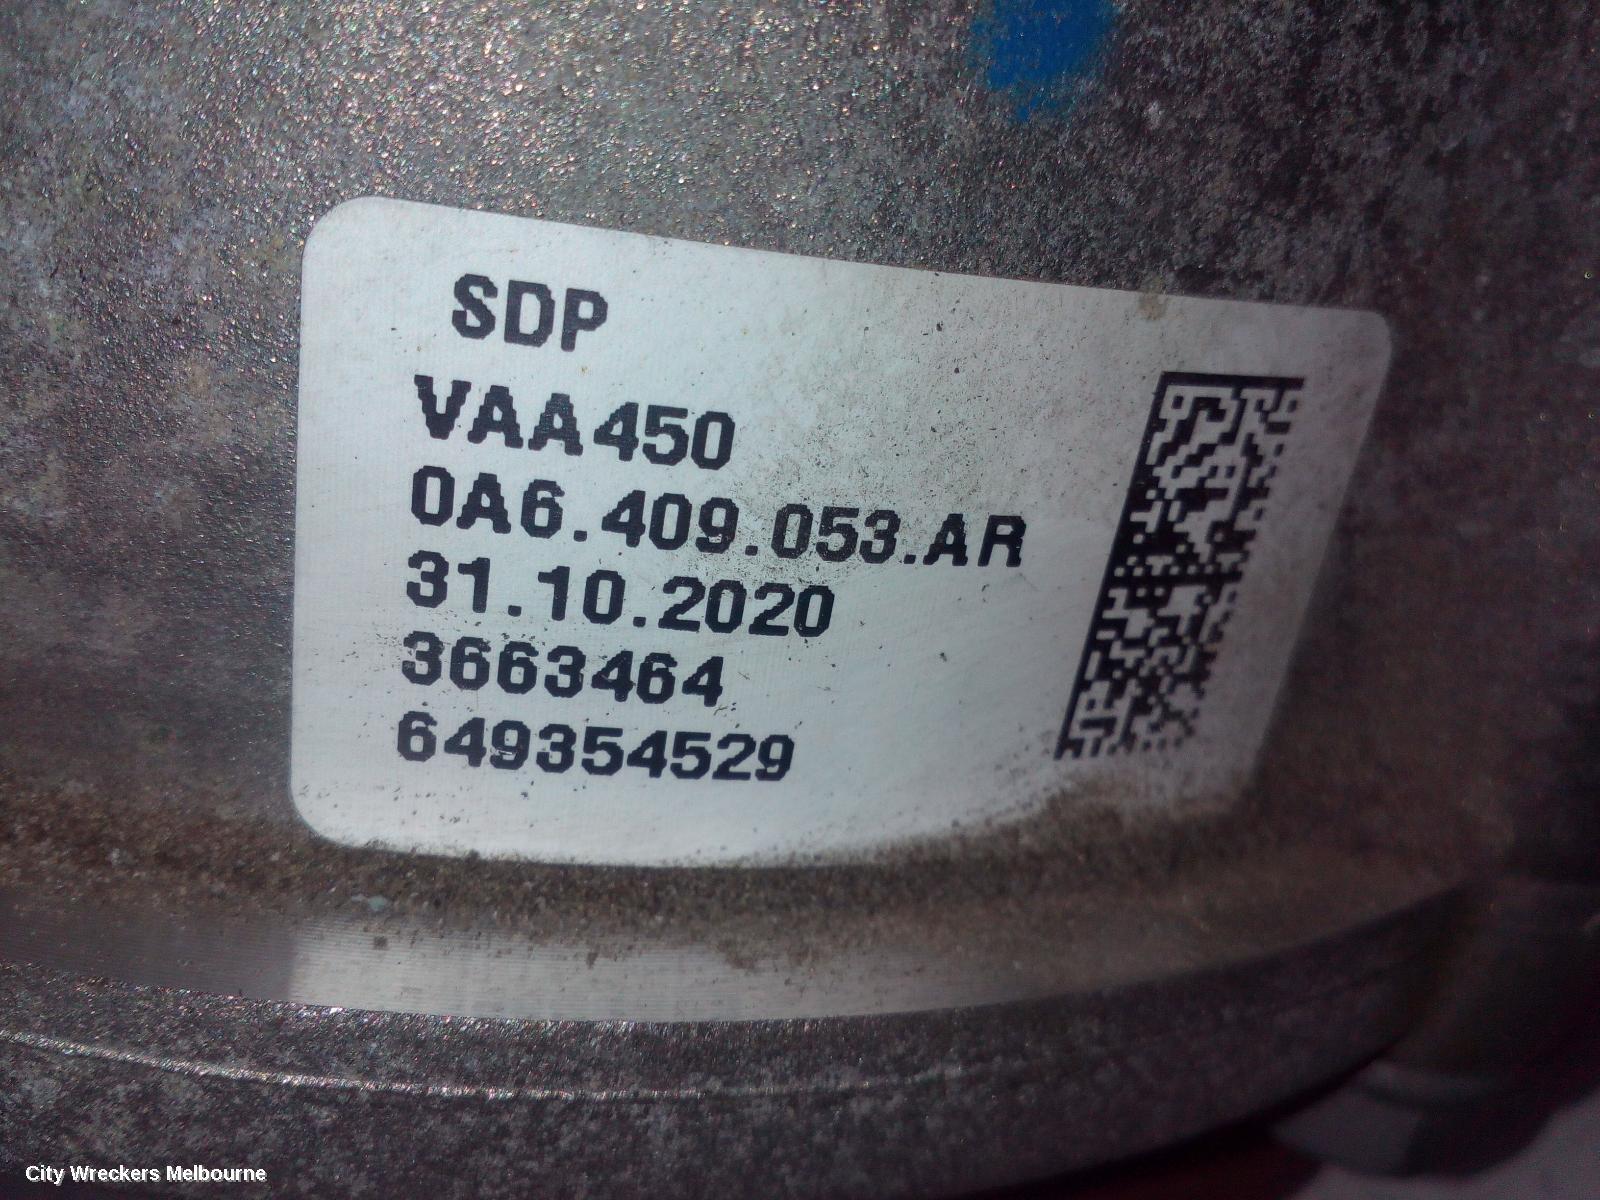 SDP
VAA450
0A6.409.053.AR
31.10.2020
3663464
649354529
City Wreckers Melbourne